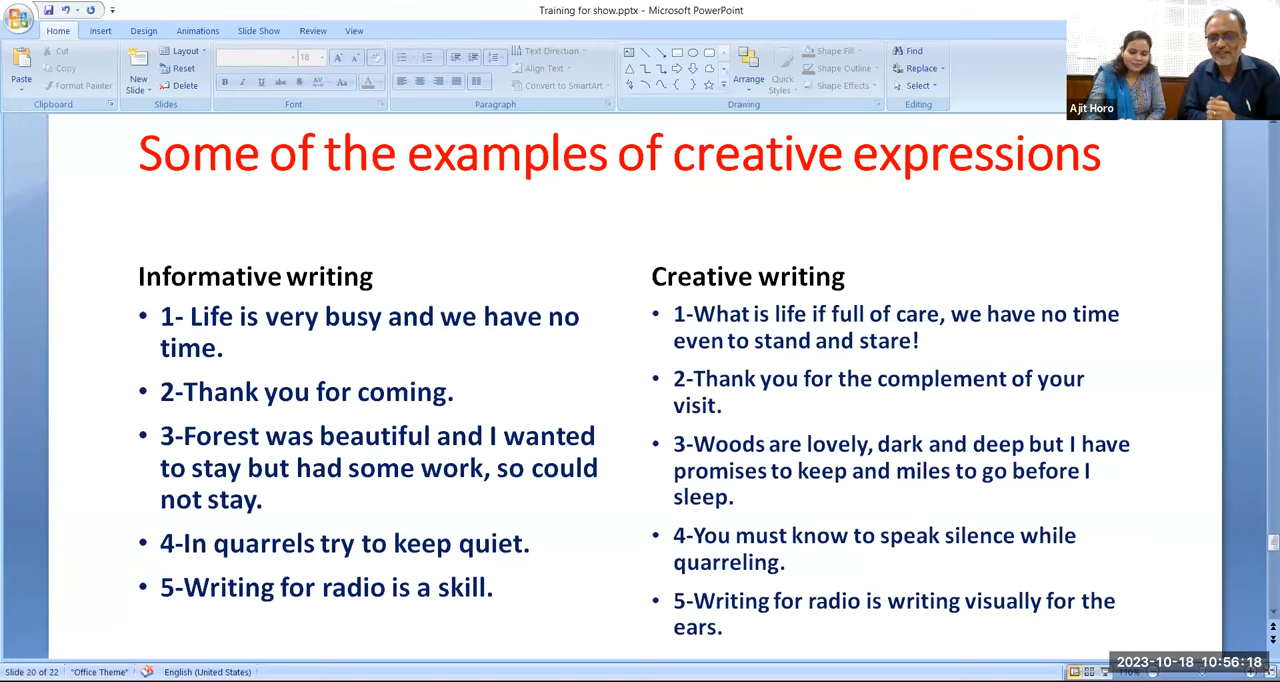 Training for show.pptx - Microsoft PowerPoint
Home Insert Design Animations Slide Show Review View
Paste
Cut
Copy
Format Painter
Clipboard
New Slide
Layout
Reset
Delete
Slides
18
Font
Text Direction
Align Text
Convert to SmartArt
Paragraph
Arrange
Quick Styles
Shape Fill
Shape Outline
Shape Effects
Drawing
Find
Replace
Select
Editing
Ajit Horo
Some of the examples of creative expressions
Informative writing
• 1- Life is very busy and we have no
time.
• 2-Thank you for coming.
• 3-Forest was beautiful and I wanted
to stay but had some work, so could
not stay.
• 4-In quarrels try to keep quiet.
• 5-Writing for radio is a skill.
Creative writing
• 1-What is life if full of care, we have no time
even to stand and stare!
• 2-Thank you for the complement of your
visit.
• 3-Woods are lovely, dark and deep but I have
promises to keep and miles to go before I
sleep.
• 4-You must know to speak silence while
quarreling.
• 5-Writing for radio is writing visually for the
ears.
Slide 20 of 22 "Office Theme" English (United States)
2023-10-18 10:56:18